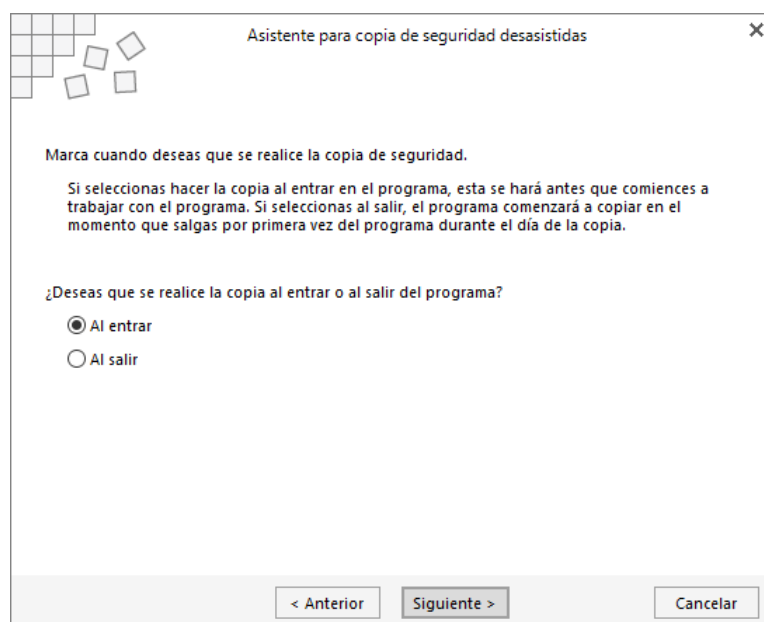 Asistente para copia de seguridad desasistidas
Marca cuando deseas que se realice la copia de seguridad.
Si seleccionas hacer la copia al entrar en el programa, esta se hará antes que comiences a
trabajar con el programa. Si seleccionas al salir, el programa comenzará a copiar en el
momento que salgas por primera vez del programa durante el día de la copia.
¿Deseas que se realice la copia al entrar o al salir del programa?
Al entrar
Al salir
< Anterior
Siguiente >
Cancelar